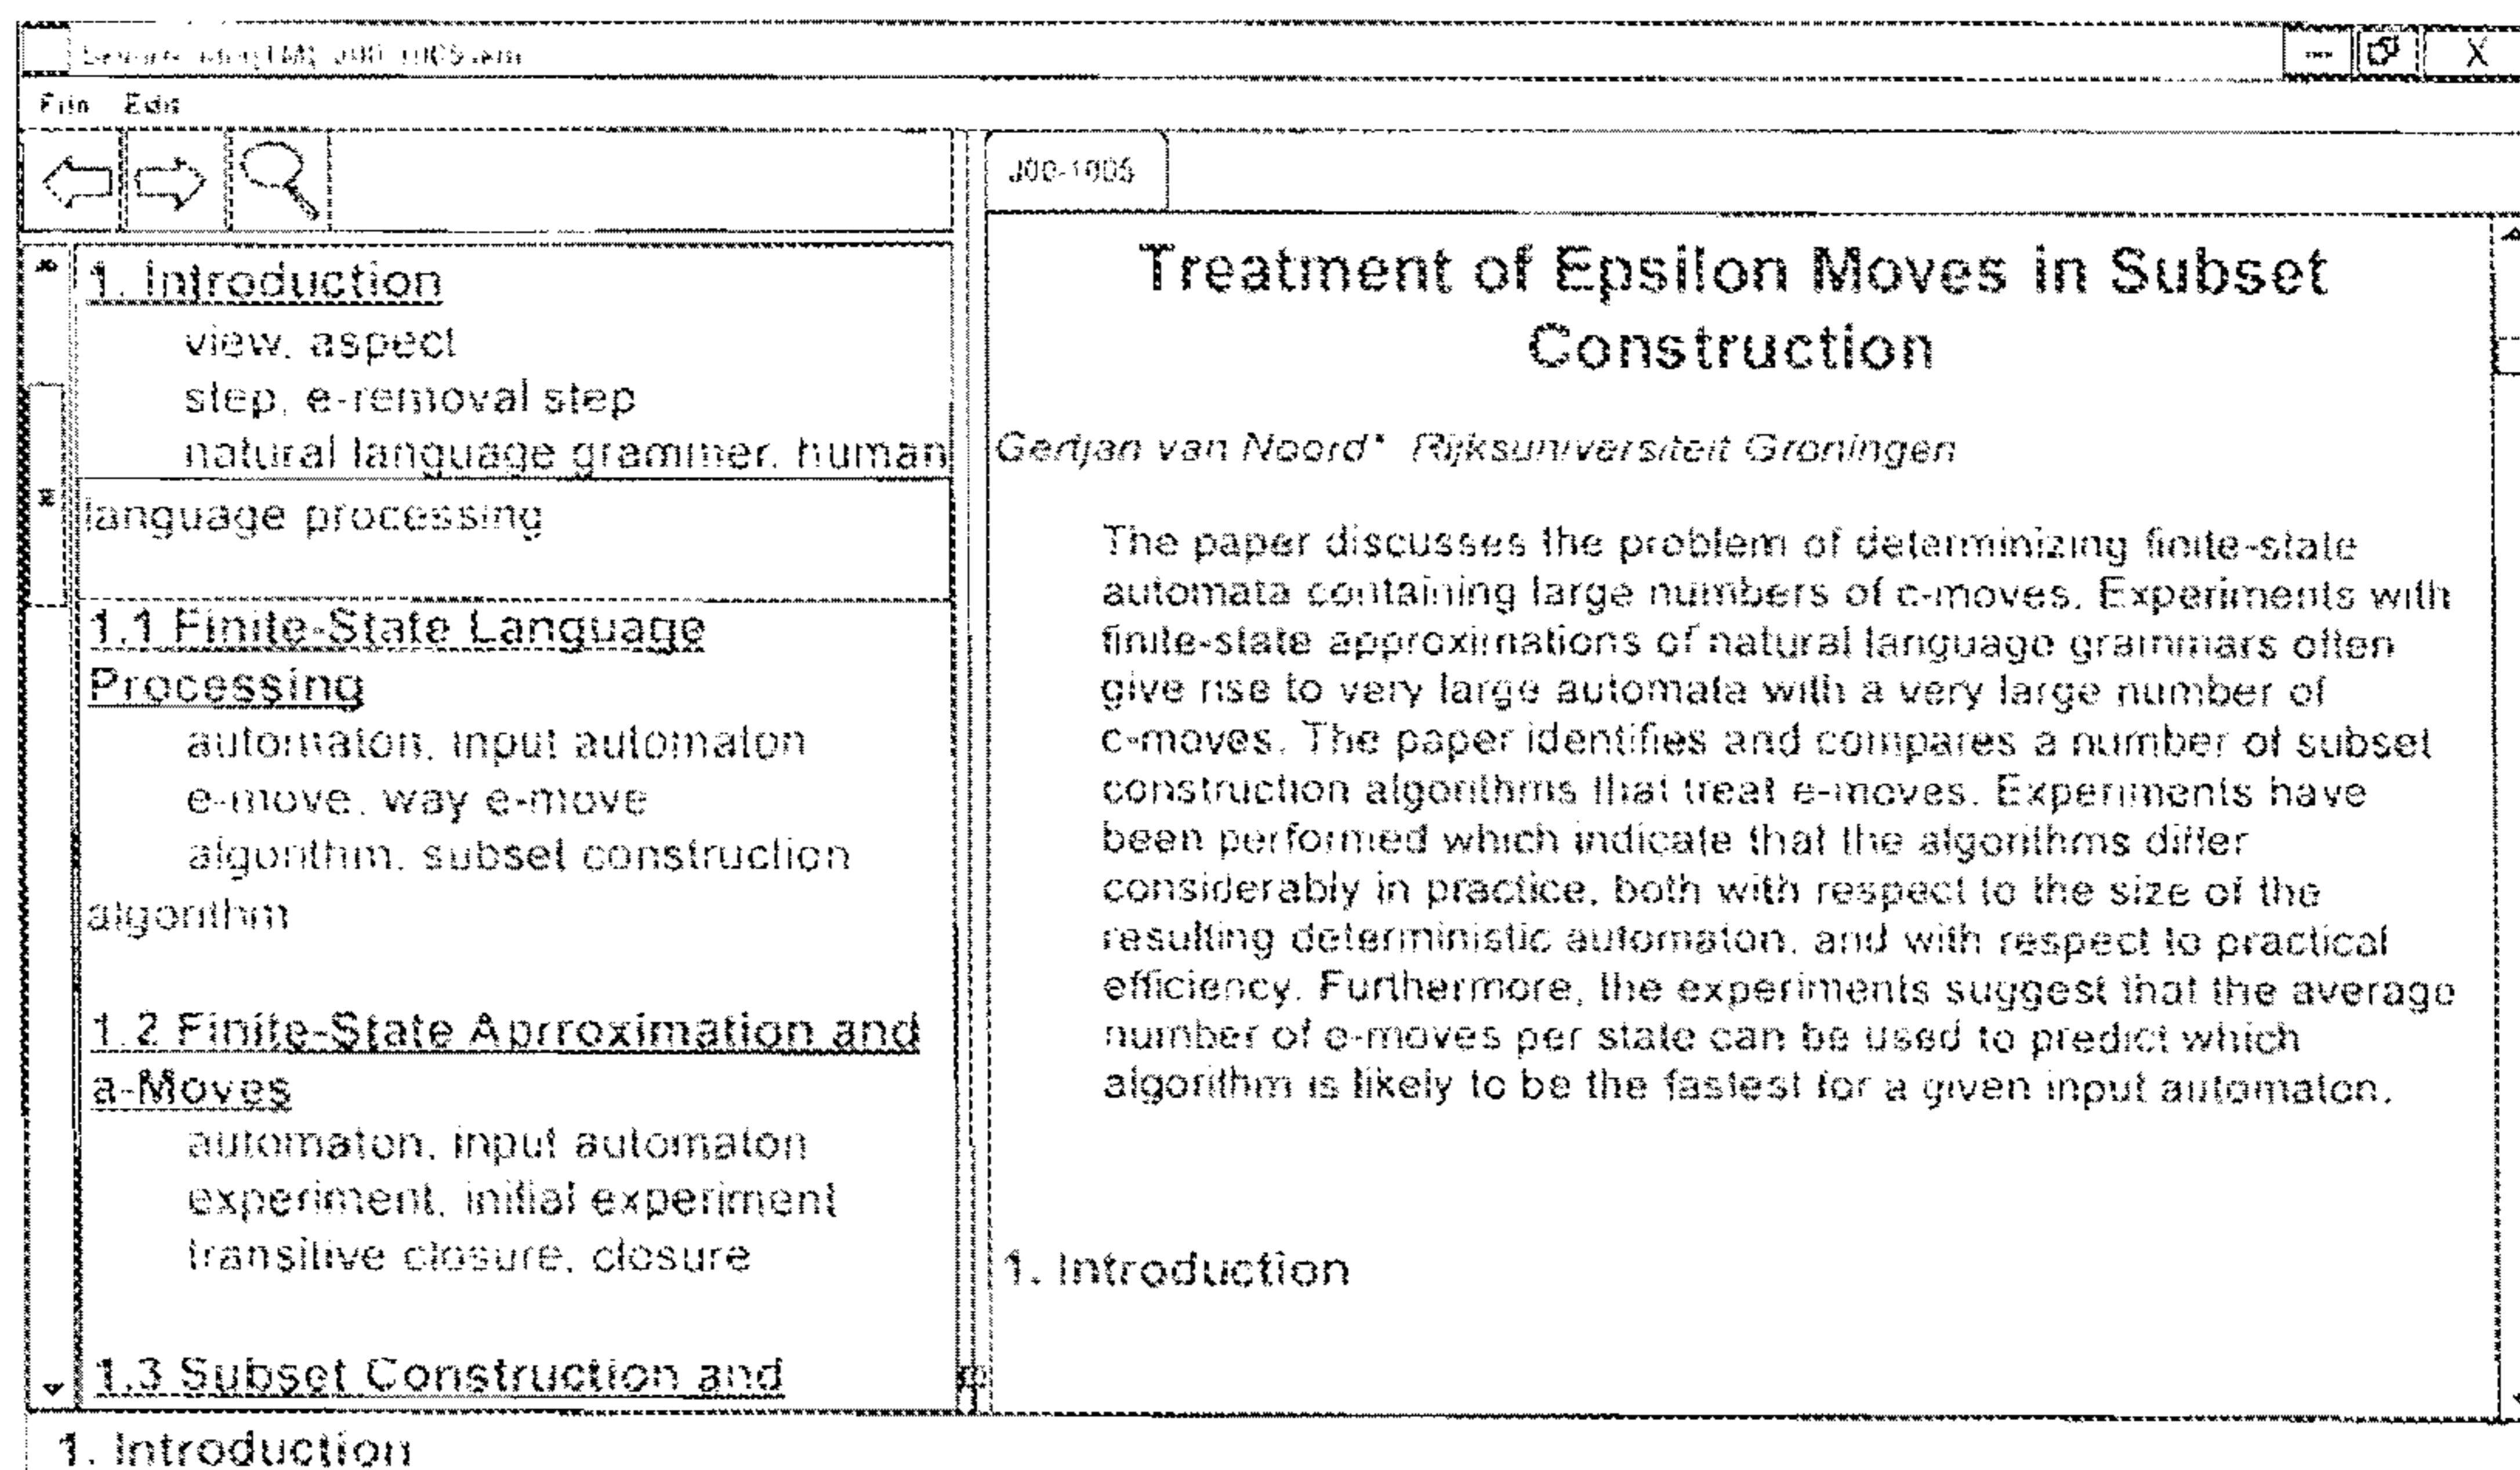 File Edit
X
J00-1005
1. Introduction
view, aspect
step, e-removal step
natural language grammer, human
language processing
1.1 Finite-State Language
Processing
automaton, input automaton
e-move, way e-move
algorithm, subset construction
algorithm
1.2 Finite-State Aprroximation and
a-Moves
automaton, input automaton
experiment, initial experiment
transitive closure, closure
1.3 Subset Construction and
Treatment of Epsilon Moves in Subset
Construction
Gertjan van Noord* Rijksuniversiteit Groningen
The paper discusses the problem of determinizing finite-state
automata containing large numbers of c-moves. Experiments with
finite-state approximations of natural language grammars often
give rise to very large automata with a very large number of
c-moves. The paper identifies and compares a number of subset
construction algorithms that treat e-moves. Experiments have
been performed which indicate that the algorithms differ
considerably in practice, both with respect to the size of the
resulting deterministic automaton, and with respect to practical
efficiency. Furthermore, the experiments suggest that the average
number of e-moves per state can be used to predict which
algorithm is likely to be the fastest for a given input automaton.
1. Introduction
1. Introduction